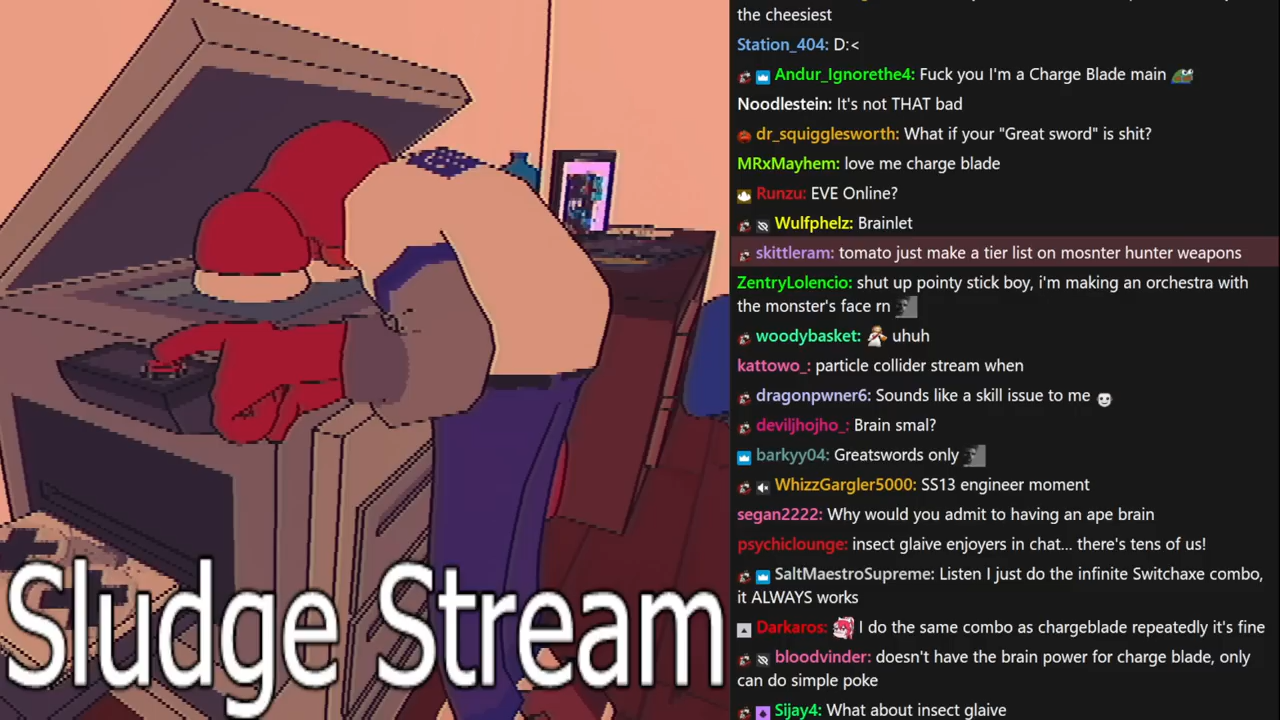 the cheesiest
Station_404: D:<
Andur_Ignorethe4: Fuck you I'm a Charge Blade main
Noodlestein: It's not THAT bad
dr_squigglesworth: What if your "Great sword" is shit?
MRxMayhem: love me charge blade
Runzu: EVE Online?
Wulfphelz: Brainlet
skittleram: tomato just make a tier list on mosnter hunter weapons
ZentryLolencio: shut up pointy stick boy, i'm making an orchestra with
the monster's face rn
woodybasket: uhuh
kattowo_: particle collider stream when
dragonpwner6: Sounds like a skill issue to me
deviljhojho_: Brain smal?
barkyy04: Greatswords only
WhizzGargler5000: SS13 engineer moment
segan2222: Why would you admit to having an ape brain
psychiclounge: insect glaive enjoyers in chat... there's tens of us!
SaltMaestroSupreme: Listen I just do the infinite Switchaxe combo,
it ALWAYS works
Darkaros: I do the same combo as chargeblade repeatedly it's fine
bloodvinder: doesn't have the brain power for charge blade, only
can do simple poke
Sijay4: What about insect glaive
Sludge Stream